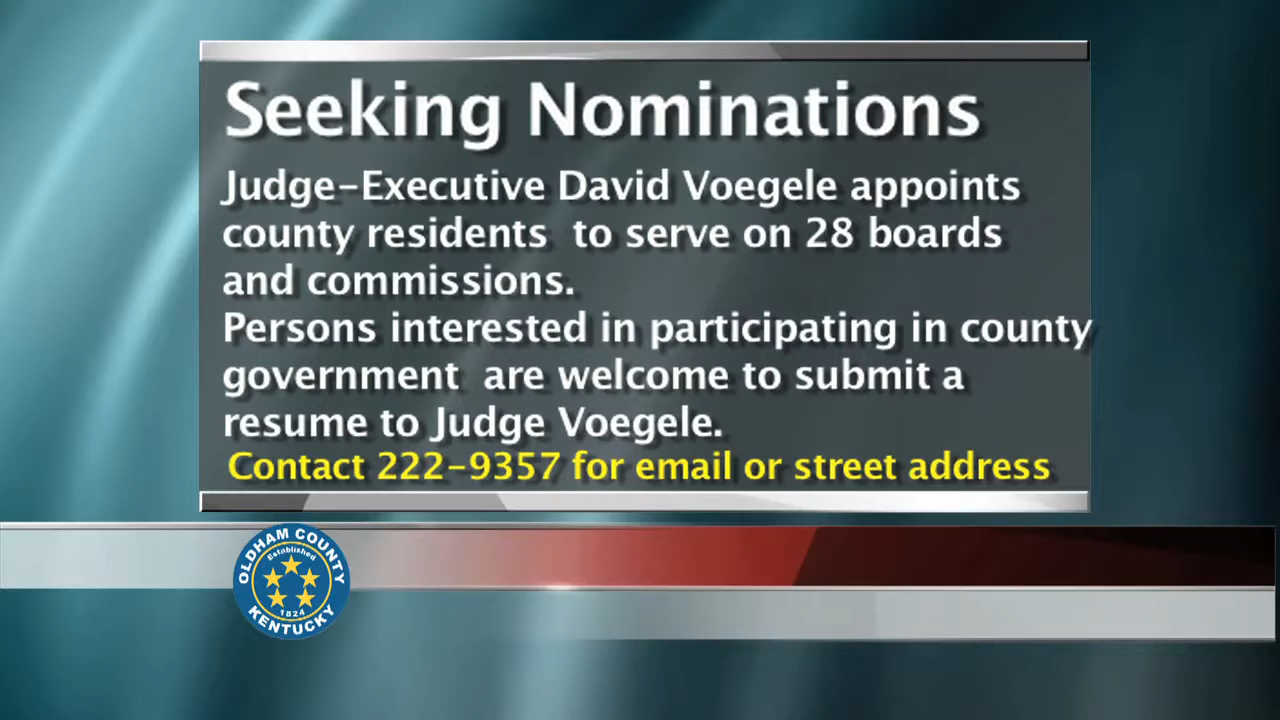 Seeking Nominations
Judge-Executive David Voegele appoints
county residents to serve on 28 boards
and commissions.
Persons interested in participating in county
government are welcome to submit a
resume to Judge Voegele.
Contact 222-9357 for email or street address
OLDHAM COUNTY
Established
1824
KENTUCKY